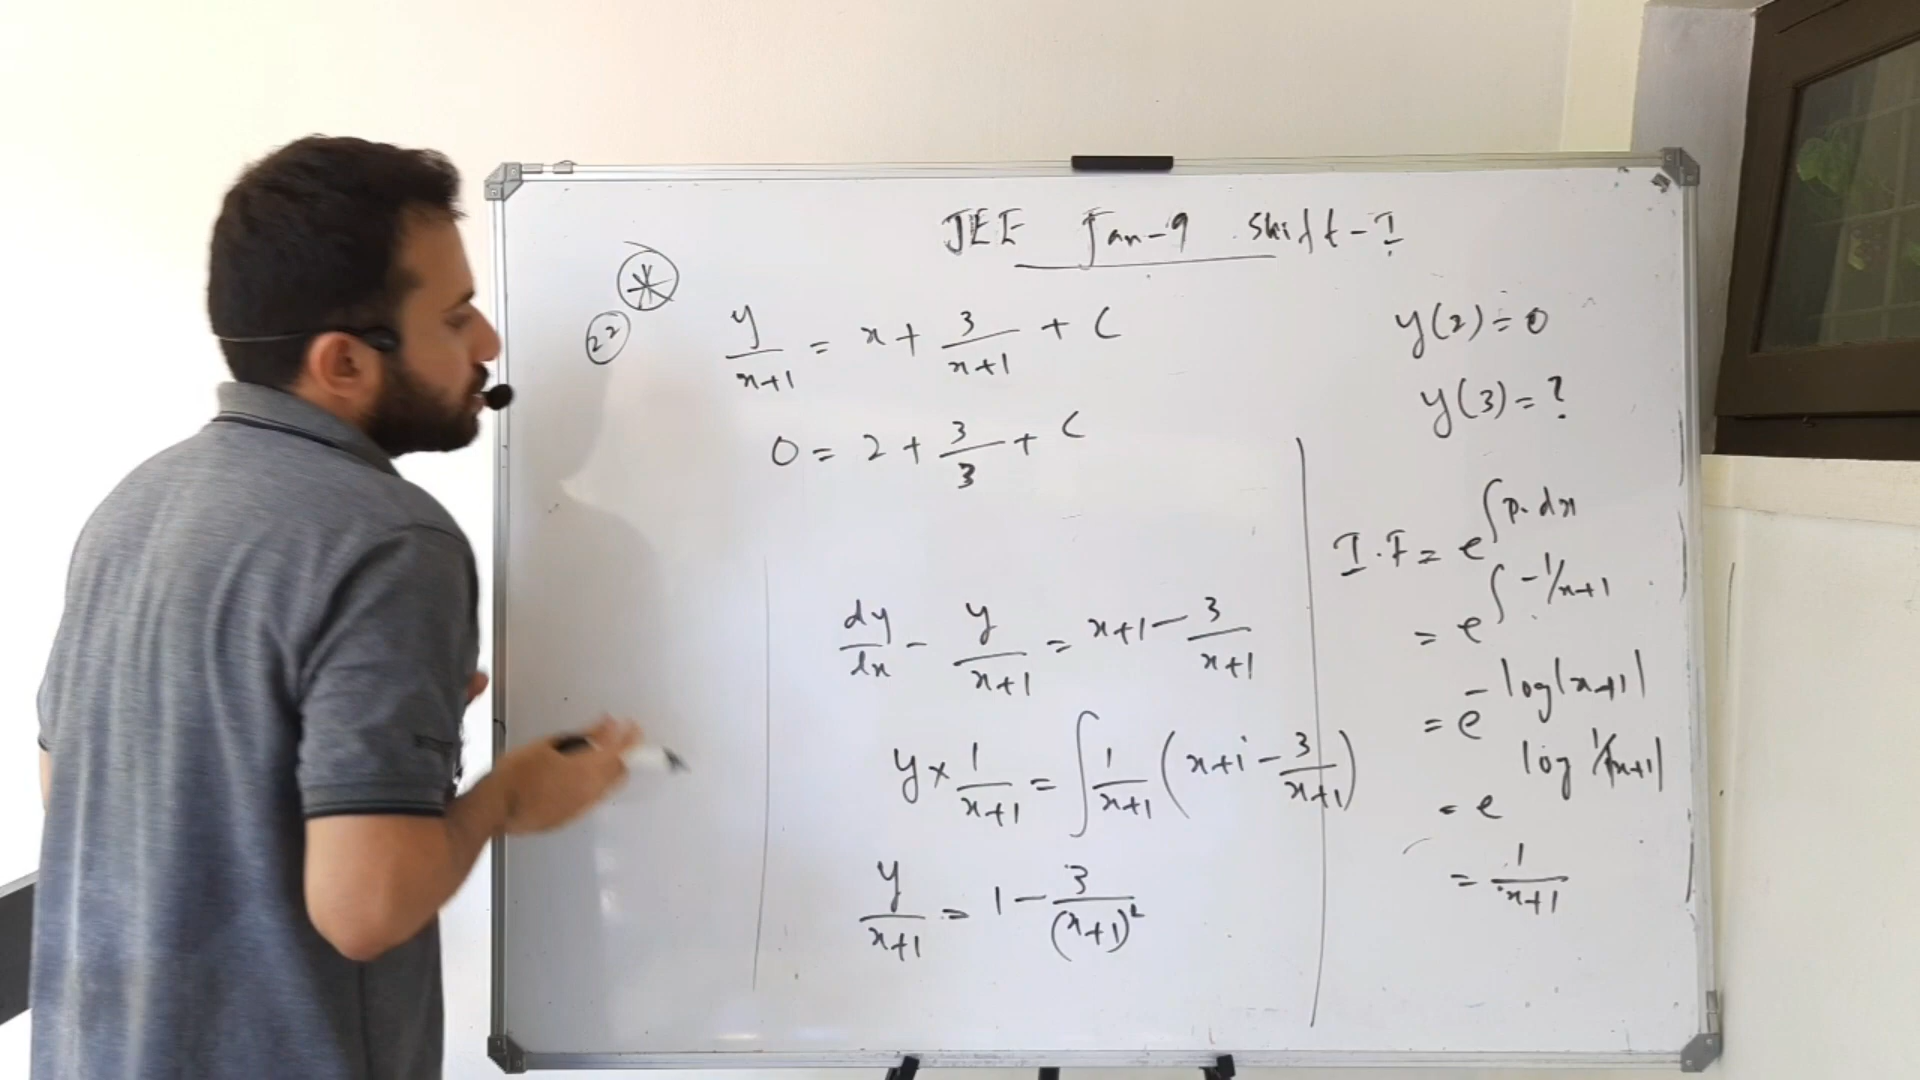 JEE Jan-9 Shift-I
*
22
y/(x+1) = x + 3/(x+1) + C
0 = 2 + 3/3 + C
dy/dx - y/(x+1) = x+1 - 3/(x+1)
y × 1/(x+1) = ∫ 1/(x+1) (x+1 - 3/(x+1))
y/(x+1) = 1 - 3/(x+1)²
y(2) = 0
y(3) = ?
I.F = e^∫p.dx
= e^∫-1/x+1
= e^-log|x+1|
= e^log 1/|x+1|
= 1/(x+1)